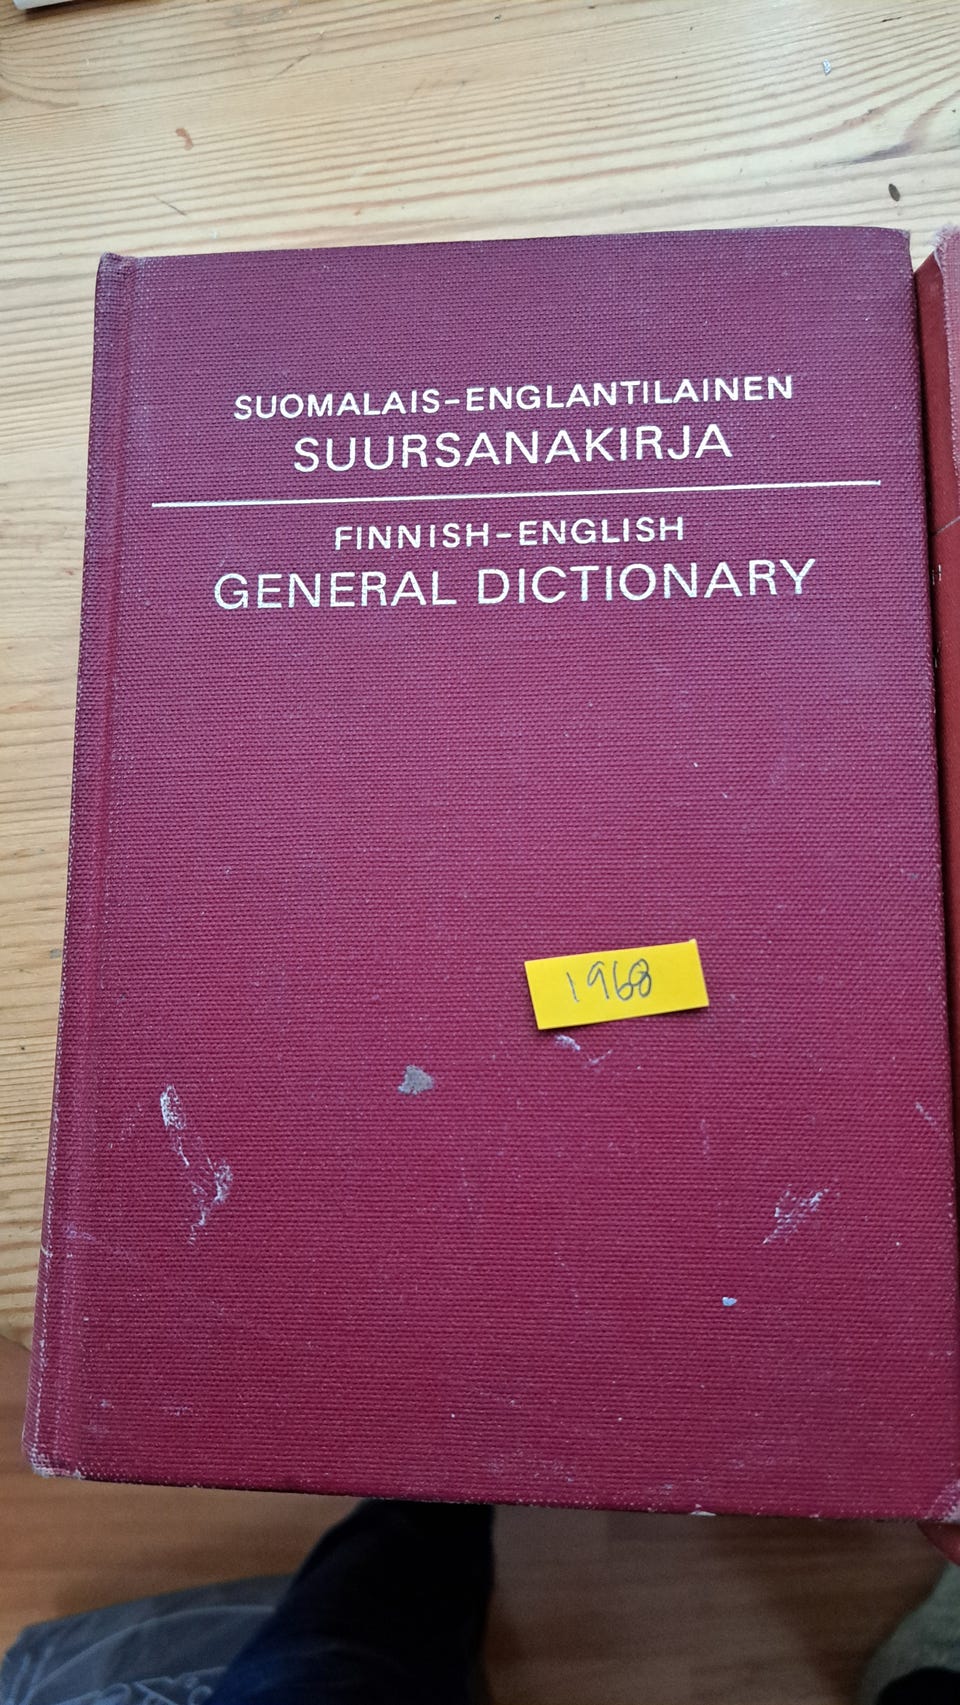 SUOMALAIS-ENGLANTILAINEN
SUURSANAKIRJA
FINNISH-ENGLISH
GENERAL DICTIONARY
1968